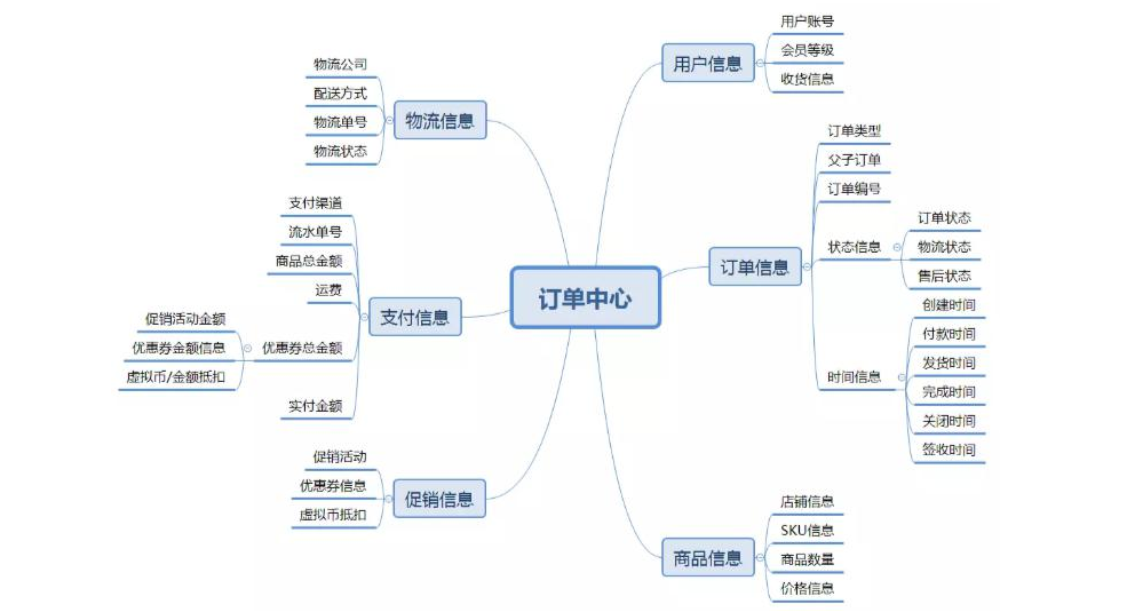 订单中心
用户信息
用户账号
会员等级
收货信息
订单信息
订单类型
父子订单
订单编号
状态信息
订单状态
物流状态
售后状态
时间信息
创建时间
付款时间
发货时间
完成时间
关闭时间
签收时间
商品信息
店铺信息
SKU信息
商品数量
价格信息
物流信息
物流公司
配送方式
物流单号
物流状态
支付信息
支付渠道
流水单号
商品总金额
运费
优惠券总金额
促销活动金额
优惠券金额信息
虚拟币/金额抵扣
实付金额
促销信息
促销活动
优惠券信息
虚拟币抵扣